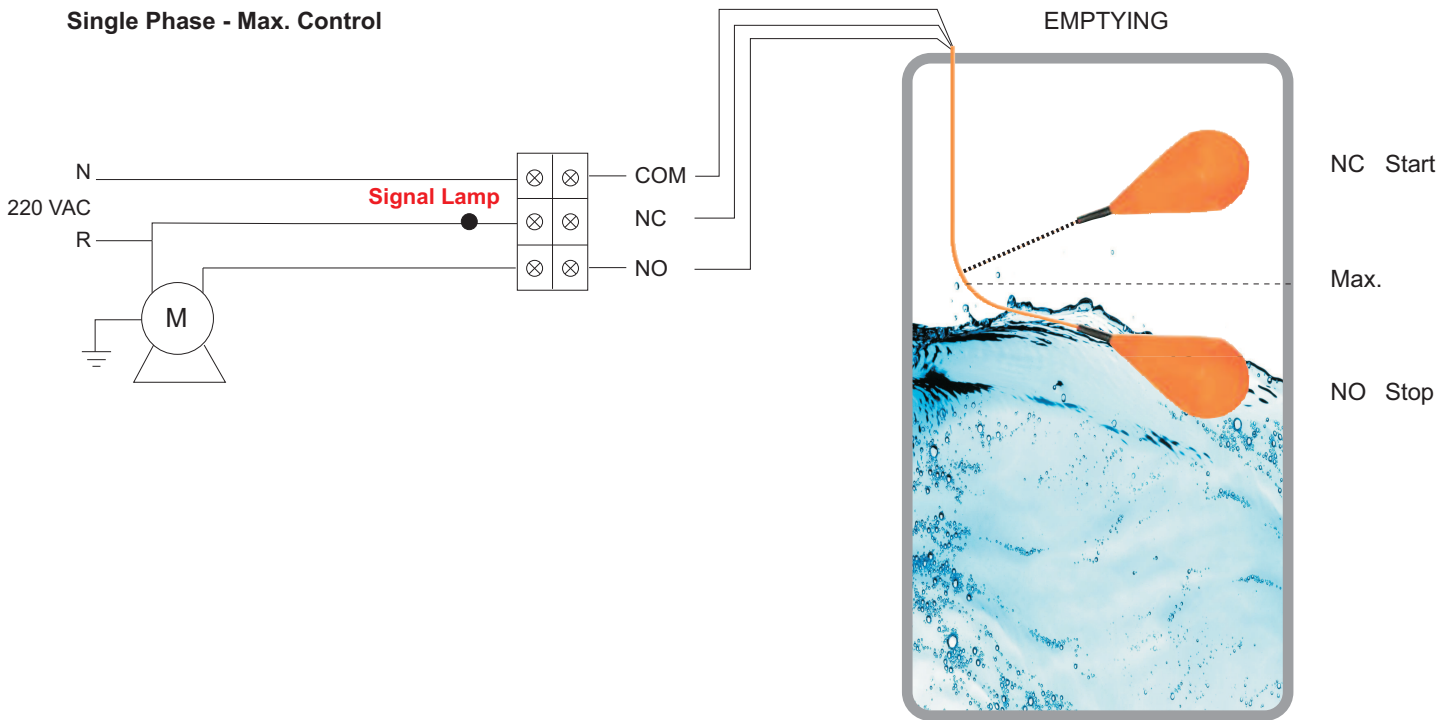 Single Phase - Max. Control
EMPTYING
N
220 VAC
R
Signal Lamp
M
COM
NC
NO
NC Start
Max.
NO Stop